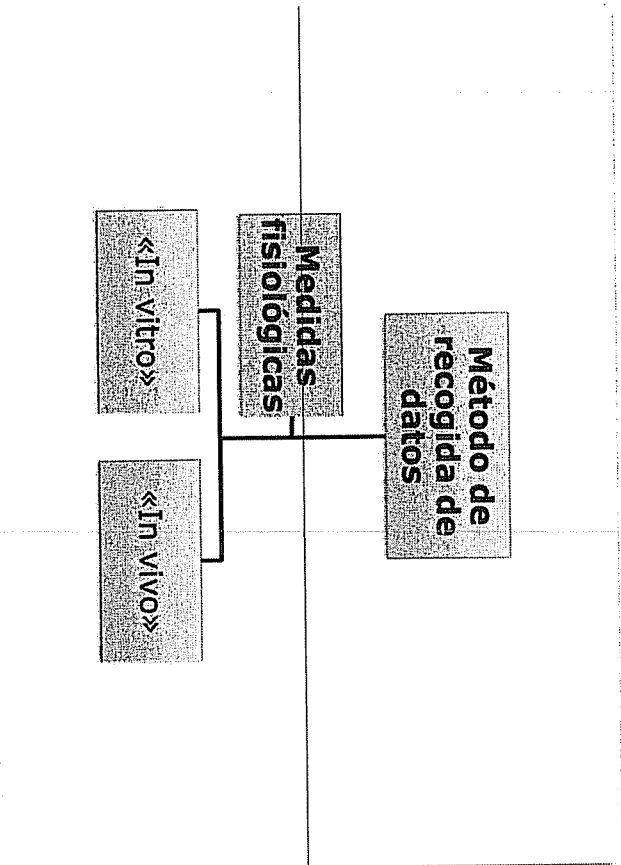 Método de
recogida de
datos
Medidas
fisiológicas
«In vitro»
«In vivo»